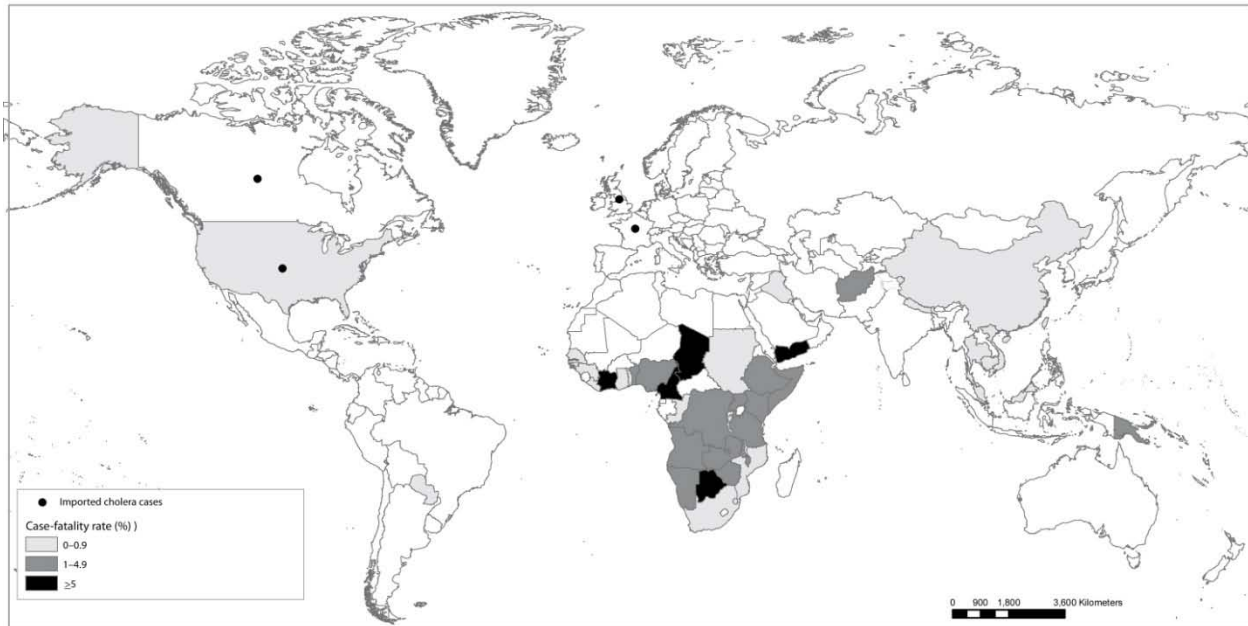 Imported cholera cases
Case-fatality rate (%) )
0–0.9
1–4.9
≥5
0 900 1,800 3,600 Kilometers